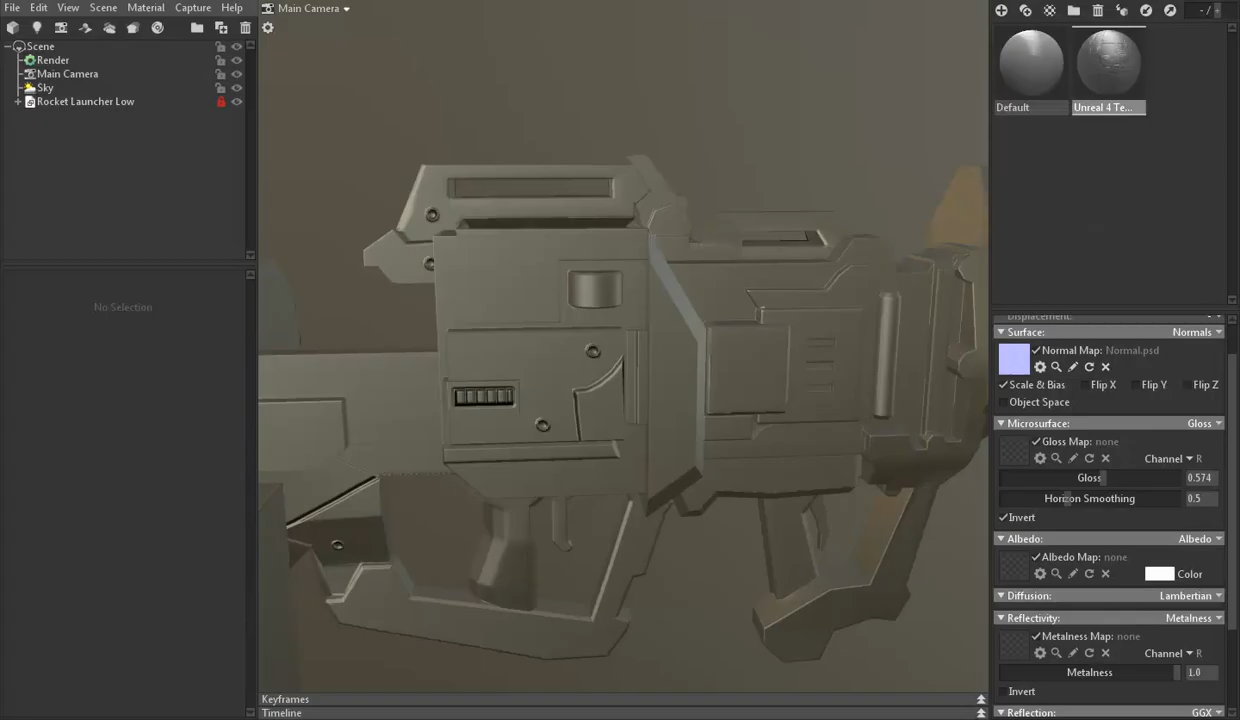 File Edit View Scene Material Capture Help
Main Camera
- /
Scene
Render
Main Camera
Sky
Rocket Launcher Low
Default
Unreal 4 Te...
No Selection
Displacement:
Surface: Normals
Normal Map: Normal.psd
Scale & Bias Flip X Flip Y Flip Z
Object Space
Microsurface: Gloss
Gloss Map: none
Channel R
Gloss 0.574
Horizon Smoothing 0.5
Invert
Albedo: Albedo
Albedo Map: none
Color
Diffusion: Lambertian
Reflectivity: Metalness
Metalness Map: none
Channel R
Metalness 1.0
Invert
Reflection: GGX
Keyframes
Timeline